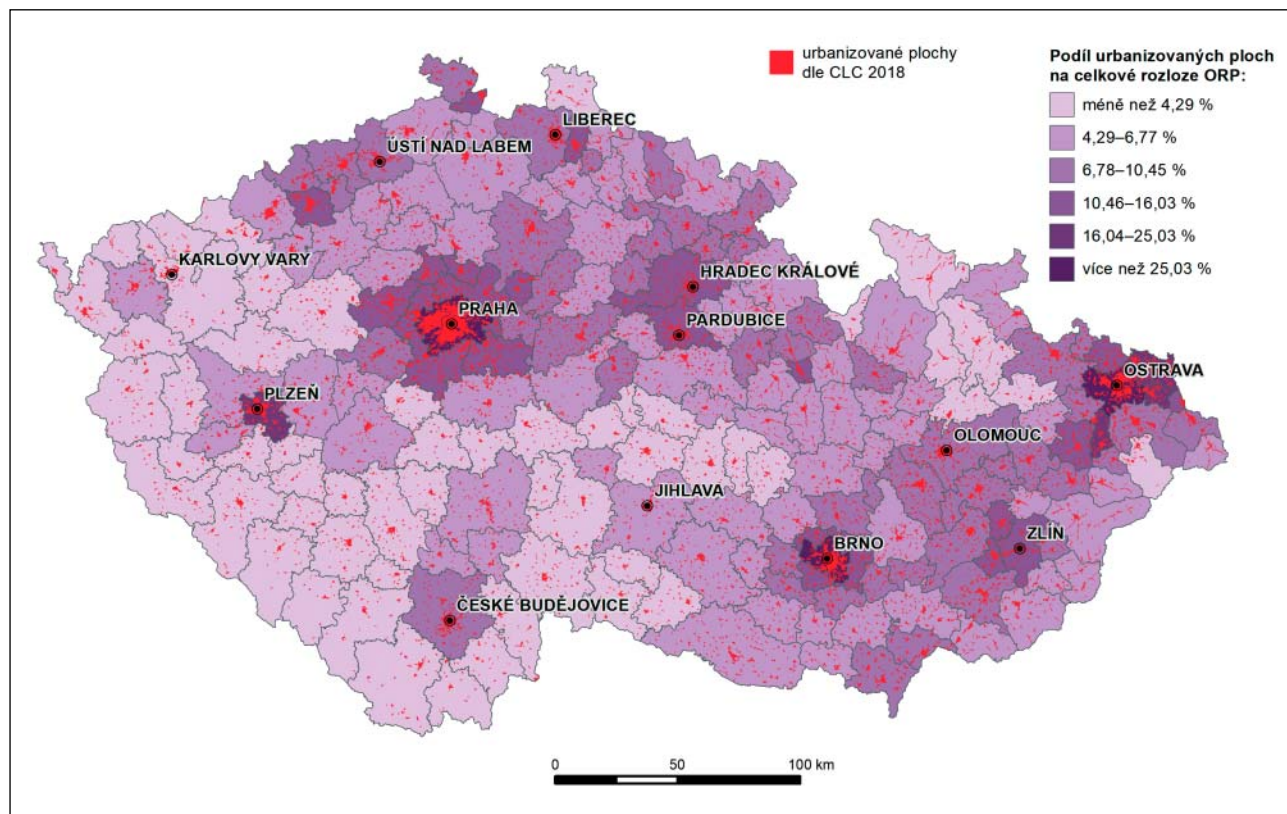 urbanizované plochy
dle CLC 2018
Podíl urbanizovaných ploch
na celkové rozloze ORP:
méně než 4,29 %
4,29–6,77 %
6,78–10,45 %
10,46–16,03 %
16,04–25,03 %
více než 25,03 %
LIBEREC
ÚSTÍ NAD LABEM
KARLOVY VARY
HRADEC KRÁLOVÉ
PRAHA
PARDUBICE
OSTRAVA
PLZEŇ
OLOMOUC
JIHLAVA
ZLÍN
BRNO
ČESKÉ BUDĚJOVICE
0 50 100 km